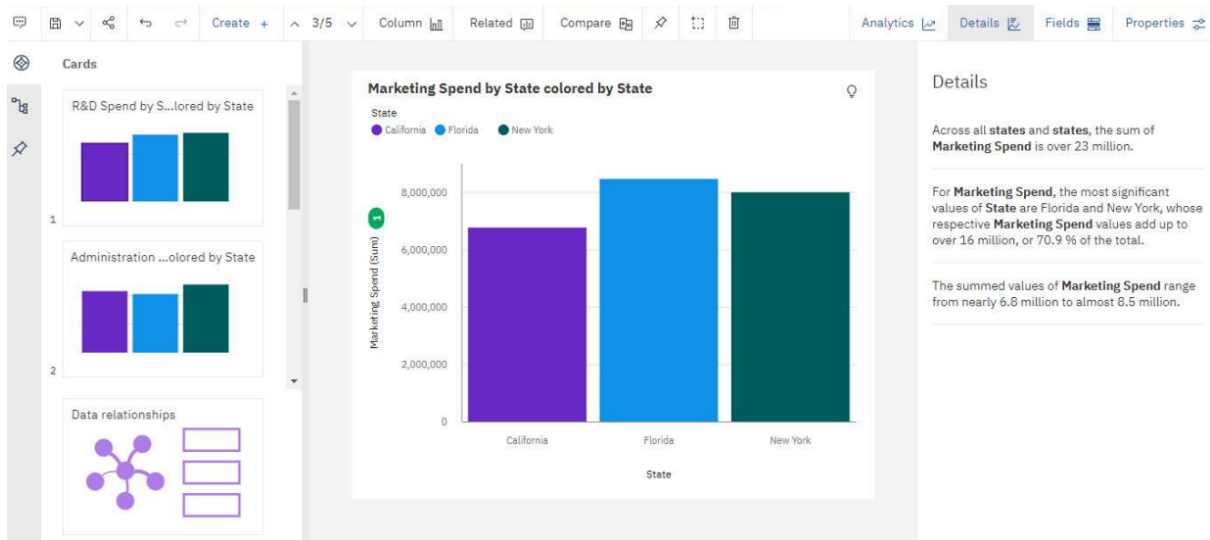 Create +
3/5
Column
Related
Compare
Analytics
Details
Fields
Properties
Cards
R&D Spend by S...lored by State
1
Administration ...olored by State
2
Data relationships
Marketing Spend by State colored by State
State
California
Florida
New York
Marketing Spend (Sum)
1
8,000,000
6,000,000
4,000,000
2,000,000
0
California
Florida
New York
State
Details
Across all states and states, the sum of
Marketing Spend is over 23 million.
For Marketing Spend, the most significant
values of State are Florida and New York, whose
respective Marketing Spend values add up to
over 16 million, or 70.9 % of the total.
The summed values of Marketing Spend range
from nearly 6.8 million to almost 8.5 million.